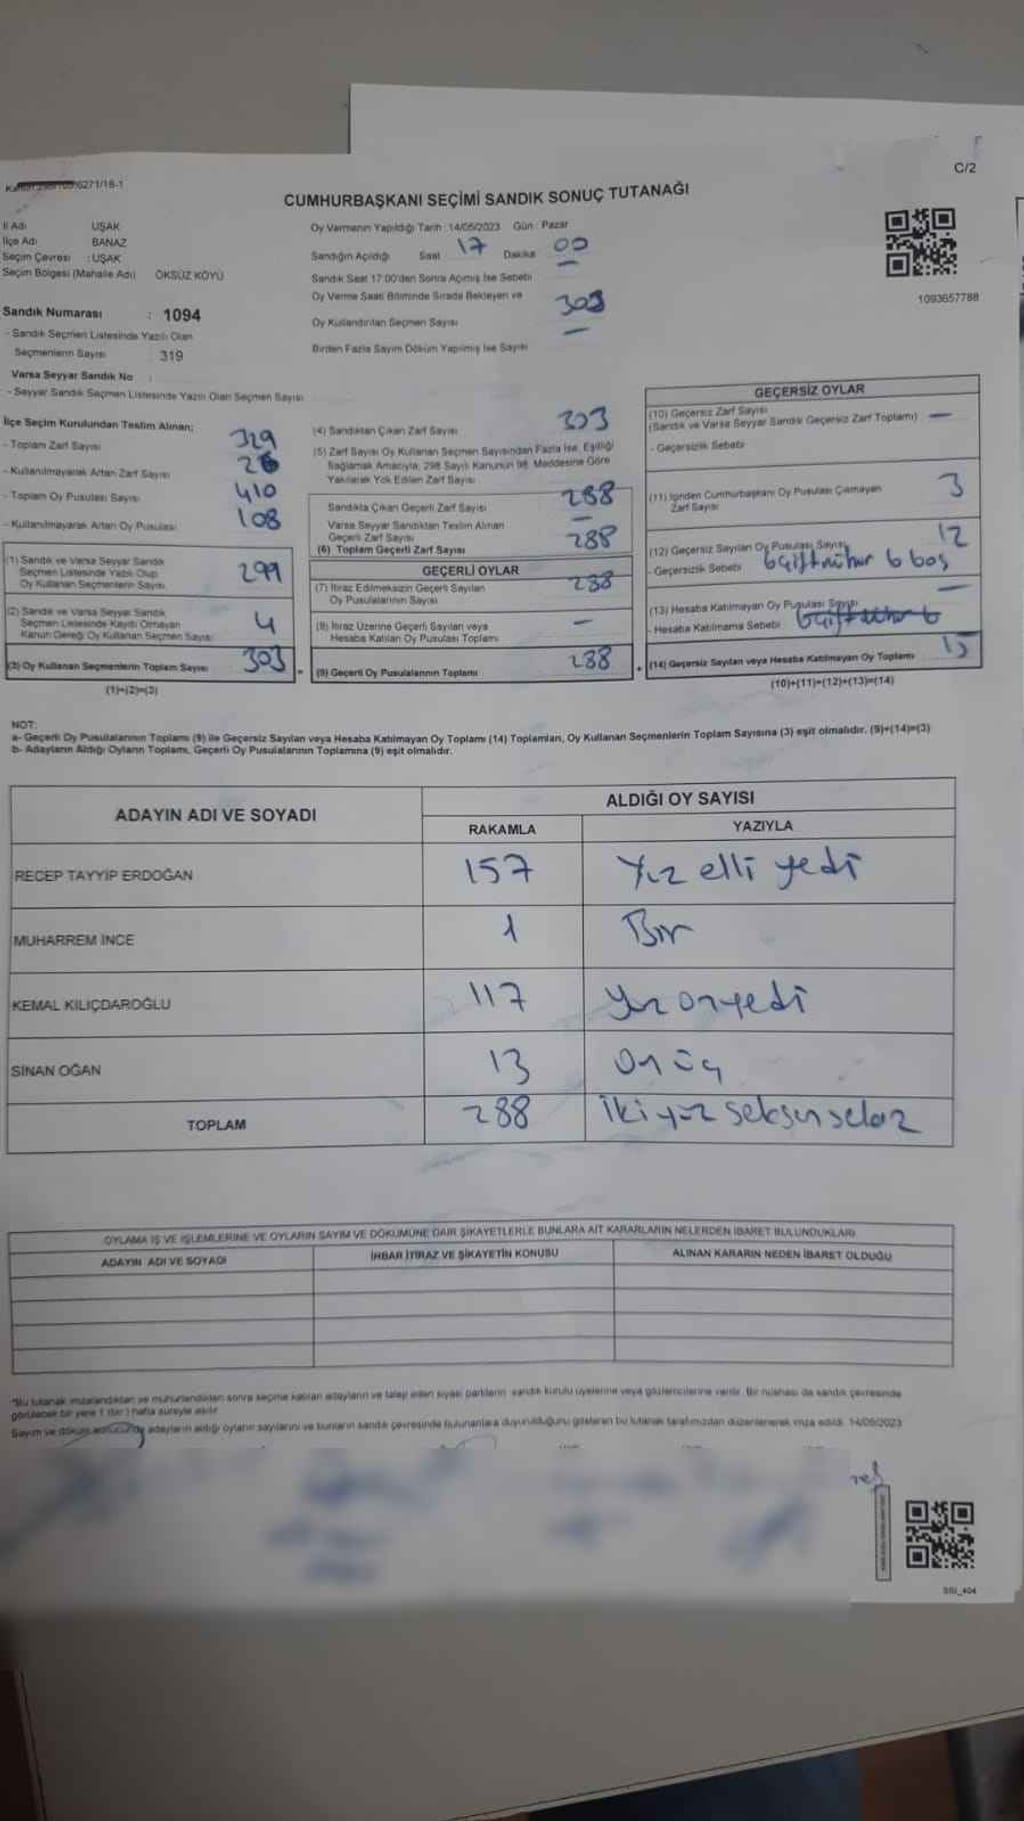 6271/16-1
C/2
CUMHURBAŞKANI SEÇİMİ SANDIK SONUÇ TUTANAĞI
İl Adı UŞAK
İlçe Adı BANAZ
Seçim Çevresi : UŞAK
Seçim Bölgesi (Mahalle Adı) ÖKSÜZ KÖYÜ
Sandık Numarası : 1094
- Sandık Seçmen Listesinde Yazılı Olan
Seçmenlerin Sayısı : 319
Varsa Seyyar Sandık No :
- Seyyar Sandık Seçmen Listesinde Yazılı Olan Seçmen Sayısı
Oy Vermenin Yapıldığı Tarih : 14/05/2023 Gün : Pazar
Sandığın Açıldığı Saat 17 Dakika 00
Sandık Saat 17:00'den Sonra Açılmış İse Sebebi —
Oy Verme Saati Bitiminde Sırada Bekleyen ve
Oy Kullandırılan Seçmen Sayısı 303
Birden Fazla Sayım Döküm Yapılmış İse Sayısı —
1093657788
İlçe Seçim Kurulundan Teslim Alınan;
- Toplam Zarf Sayısı 329
- Kullanılmayarak Artan Zarf Sayısı 26
- Toplam Oy Pusulası Sayısı 410
- Kullanılmayarak Artan Oy Pusulası 108
(1) Sandık ve Varsa Seyyar Sandık
Seçmen Listesinde Yazılı Olup
Oy Kullanan Seçmenlerin Sayısı 299
(2) Sandık ve Varsa Seyyar Sandık
Seçmen Listesinde Kayıtlı Olmayan
Kanun Gereği Oy Kullanan Seçmen Sayısı 4
(3) Oy Kullanan Seçmenlerin Toplam Sayısı 303
(1)+(2)=(3)
(4) Sandıktan Çıkan Zarf Sayısı 303
(5) Zarf Sayısı Oy Kullanan Seçmen Sayısından Fazla İse, Eşitliği
Sağlamak Amacıyla, 298 Sayılı Kanunun 98. Maddesine Göre
Yakılarak Yok Edilen Zarf Sayısı
Sandıkta Çıkan Geçerli Zarf Sayısı 288
Varsa Seyyar Sandıktan Teslim Alınan
Geçerli Zarf Sayısı —
(6) Toplam Geçerli Zarf Sayısı 288
GEÇERLİ OYLAR
(7) İtiraz Edilmeksizin Geçerli Sayılan
Oy Pusulalarının Sayısı 288
(8) İtiraz Üzerine Geçerli Sayılan veya
Hesaba Katılan Oy Pusulası Toplamı —
(9) Geçerli Oy Pusulalarının Toplamı 288
GEÇERSİZ OYLAR
(10) Geçersiz Zarf Sayısı
(Sandık ve Varsa Seyyar Sandık Geçersiz Zarf Toplamı) —
- Geçersizlik Sebebi
(11) İçinden Cumhurbaşkanı Oy Pusulası Çıkmayan
Zarf Sayısı 3
(12) Geçersiz Sayılan Oy Pusulası Sayısı 12
- Geçersizlik Sebebi 6 çift mühür 6 boş
(13) Hesaba Katılmayan Oy Pusulası Sayısı —
- Hesaba Katılmama Sebebi
(14) Geçersiz Sayılan veya Hesaba Katılmayan Oy Toplamı 15
(10)+(11)+(12)+(13)=(14)
NOT:
a- Geçerli Oy Pusulalarının Toplamı (9) ile Geçersiz Sayılan veya Hesaba Katılmayan Oy Toplamı (14) Toplamları, Oy Kullanan Seçmenlerin Toplam Sayısına (3) eşit olmalıdır. (9)+(14)=(3)
b- Adayların Aldığı Oyların Toplamı, Geçerli Oy Pusulalarının Toplamına (9) eşit olmalıdır.
ADAYIN ADI VE SOYADI ALDIĞI OY SAYISI
RAKAMLA YAZIYLA
RECEP TAYYİP ERDOĞAN 157 Yüz elli yedi
MUHARREM İNCE 1 Bir
KEMAL KILIÇDAROĞLU 117 Yüz onyedi
SİNAN OĞAN 13 On üç
TOPLAM 288 İki yüz seksen sekiz
OYLAMA İŞ VE İŞLEMLERİNE VE OYLARIN SAYIM VE DÖKÜMÜNE DAİR ŞİKAYETLERLE BUNLARA AİT KARARLARIN NELERDEN İBARET BULUNDUKLARI
ADAYIN ADI VE SOYADI İHBAR İTİRAZ VE ŞİKAYETİN KONUSU ALINAN KARARIN NEDEN İBARET OLDUĞU
*Bu tutanak imzalandıktan ve mühürlendikten sonra seçime katılan adayların ve talep eden siyasi partilerin sandık kurulu üyelerine veya gözlemcilerine verilir. Bir nüshası da sandık çevresinde
görülecek bir yere 1 (bir) hafta süreyle asılır.
Sayım ve döküm sonucunda adayların aldığı oyların sayılarını ve bunların sandık çevresinde bulunanlara duyurulduğunu gösteren bu tutanak tarafımızdan düzenlenerek imza edildi. 14/05/2023